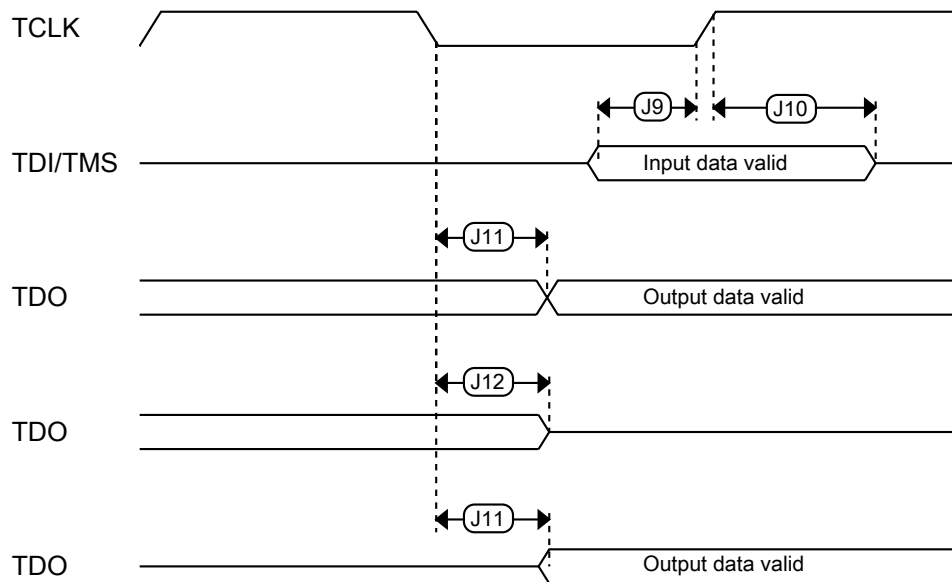 TCLK
J9
J10
TDI/TMS
Input data valid
J11
TDO
Output data valid
J12
TDO
J11
TDO
Output data valid